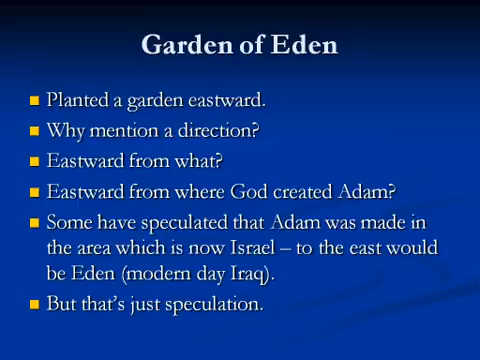 Garden of Eden
Planted a garden eastward.
Why mention a direction?
Eastward from what?
Eastward from where God created Adam?
Some have speculated that Adam was made in
the area which is now Israel – to the east would
be Eden (modern day Iraq).
But that's just speculation.